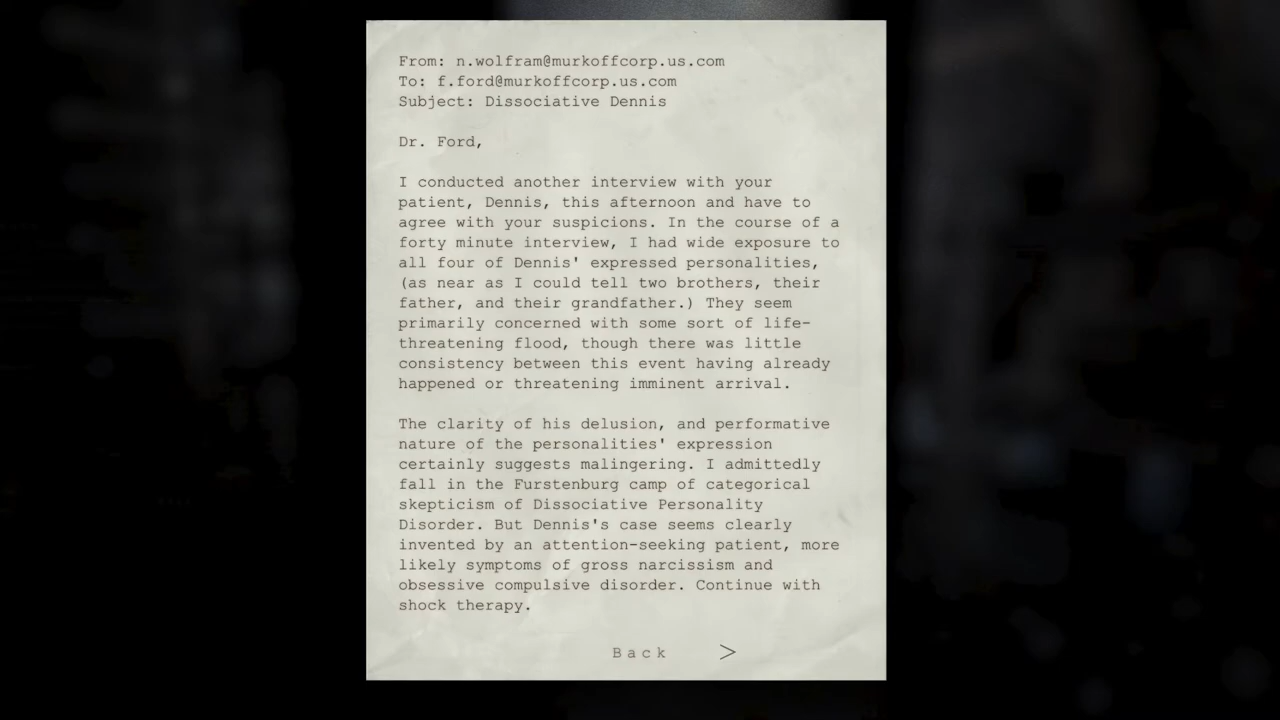 From: n.wolfram@murkoffcorp.us.com
To: f.ford@murkoffcorp.us.com
Subject: Dissociative Dennis
Dr. Ford,
I conducted another interview with your
patient, Dennis, this afternoon and have to
agree with your suspicions. In the course of a
forty minute interview, I had wide exposure to
all four of Dennis' expressed personalities,
(as near as I could tell two brothers, their
father, and their grandfather.) They seem
primarily concerned with some sort of life-
threatening flood, though there was little
consistency between this event having already
happened or threatening imminent arrival.
The clarity of his delusion, and performative
nature of the personalities' expression
certainly suggests malingering. I admittedly
fall in the Furstenburg camp of categorical
skepticism of Dissociative Personality
Disorder. But Dennis's case seems clearly
invented by an attention-seeking patient, more
likely symptoms of gross narcissism and
obsessive compulsive disorder. Continue with
shock therapy.
Back >